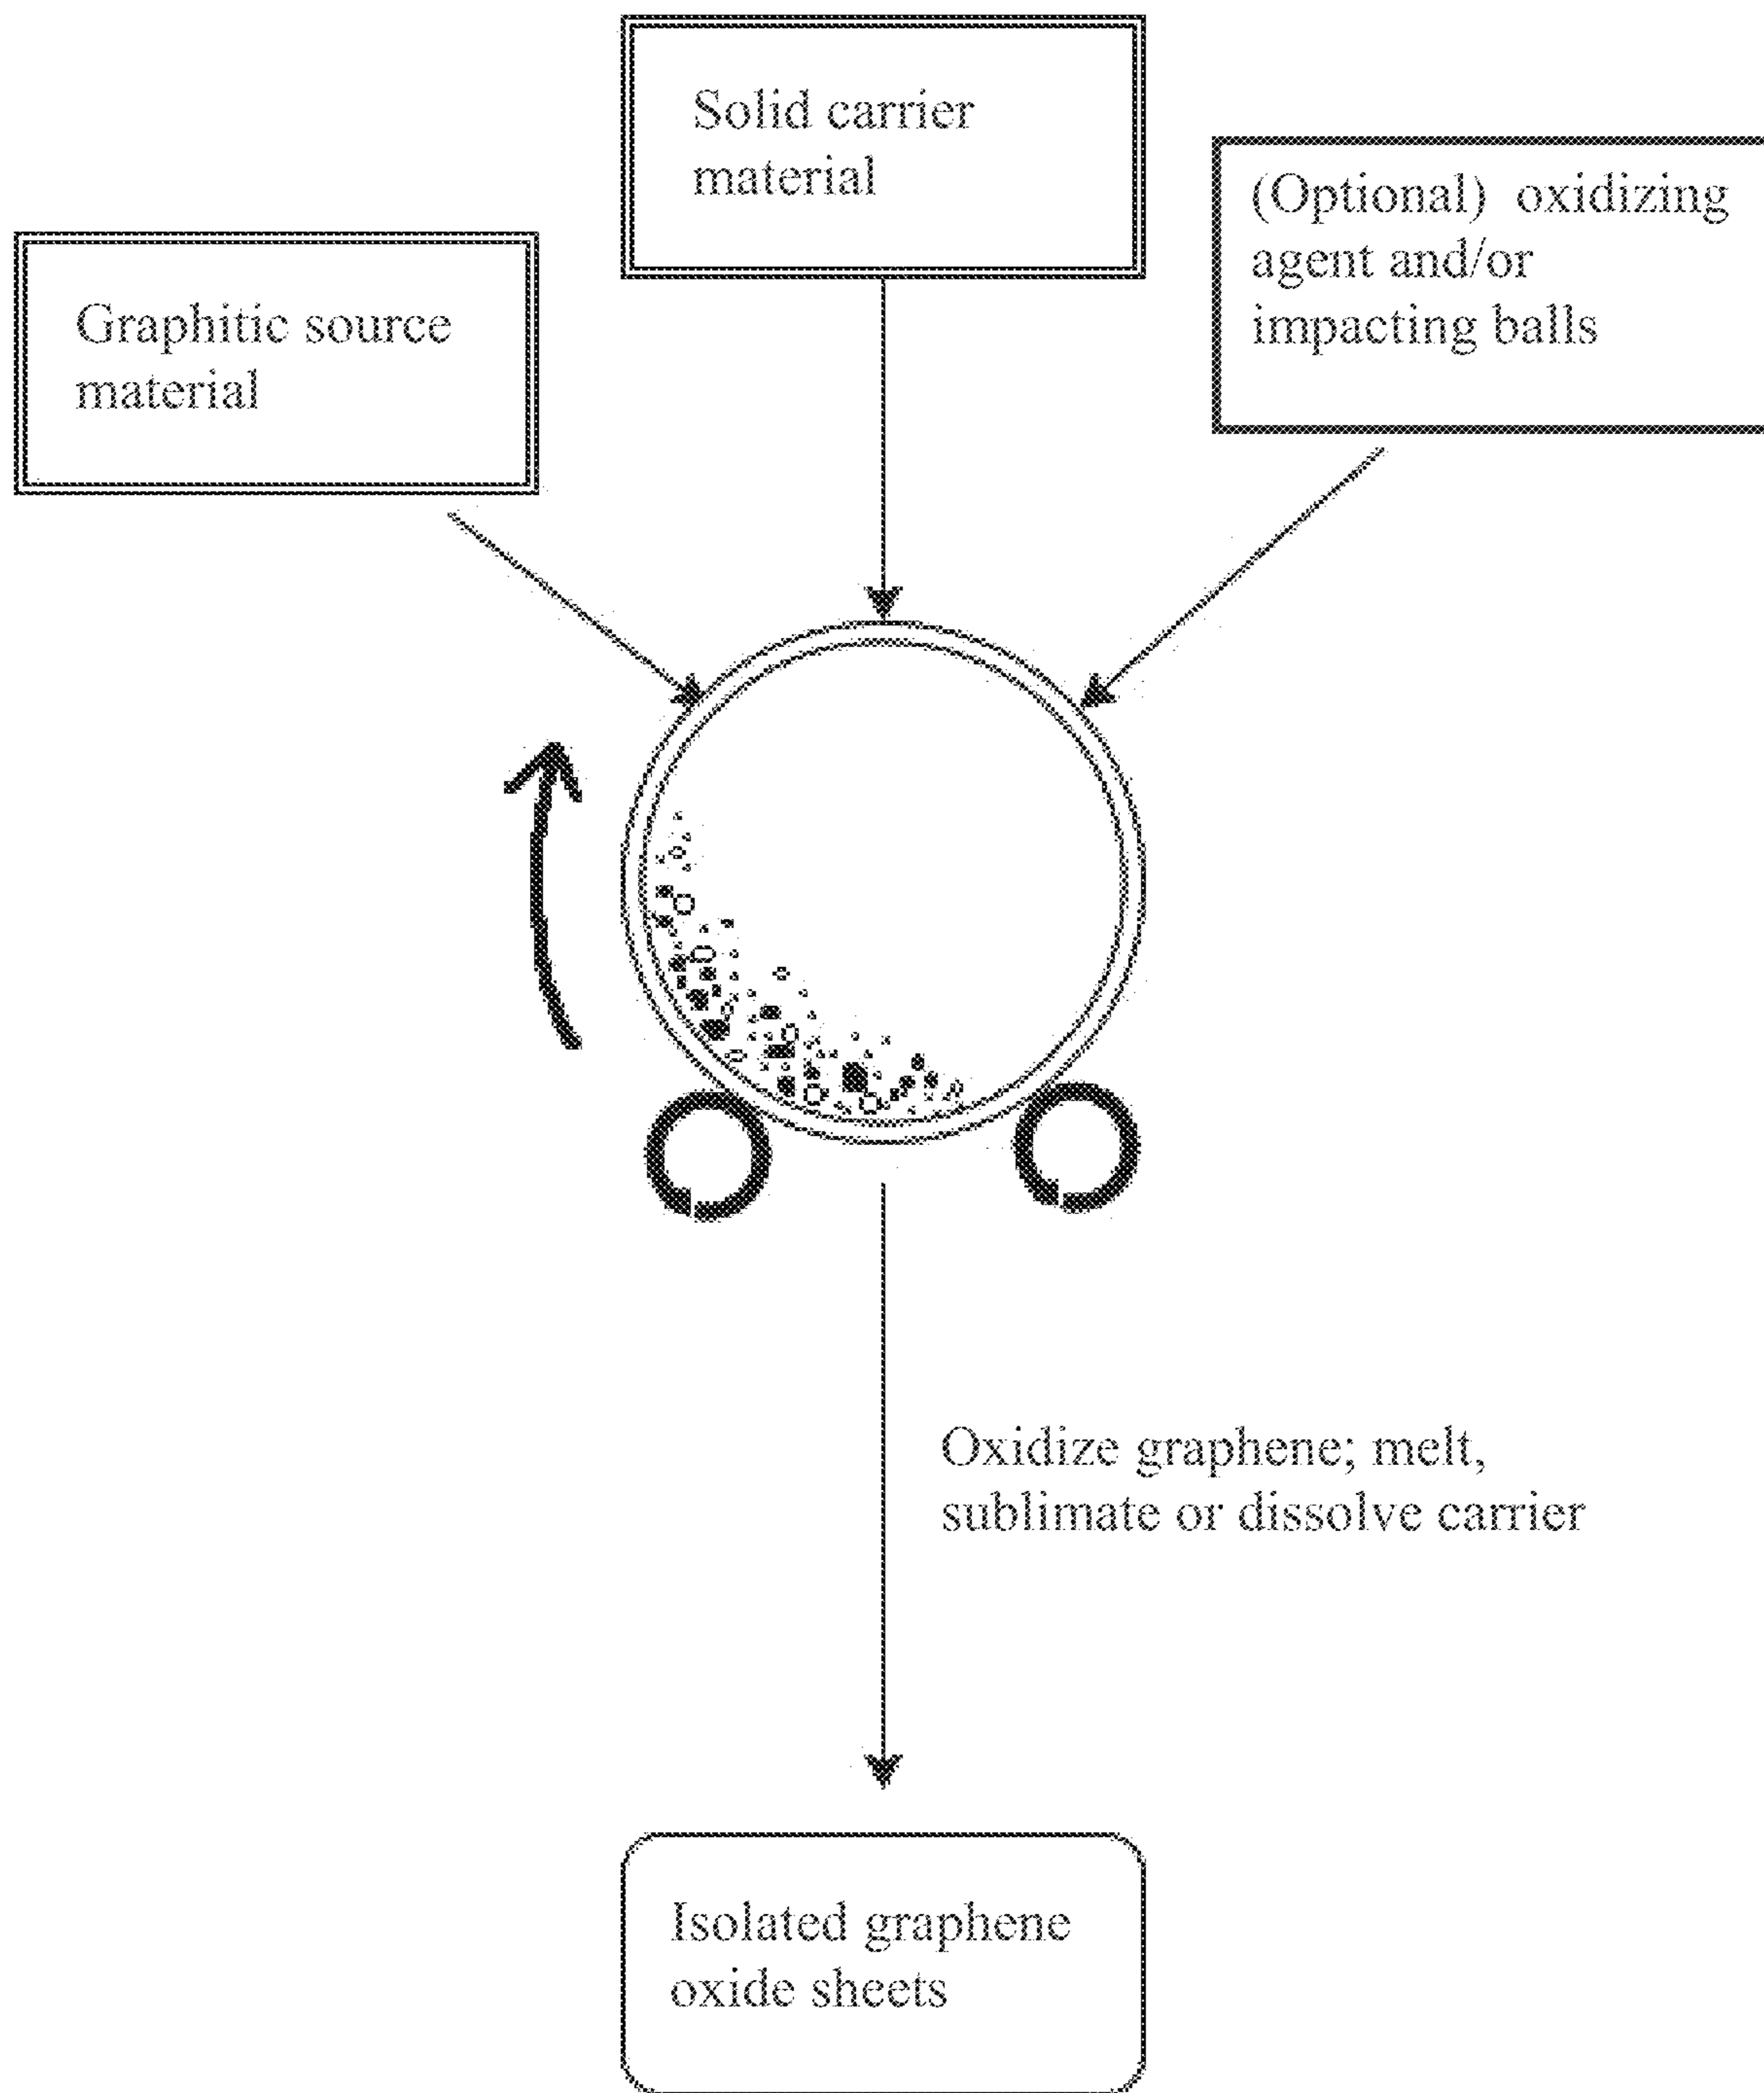 Solid carrier
material
(Optional) oxidizing
agent and/or
impacting balls
Graphitic source
material
Oxidize graphene; melt,
sublimate or dissolve carrier
Isolated graphene
oxide sheets